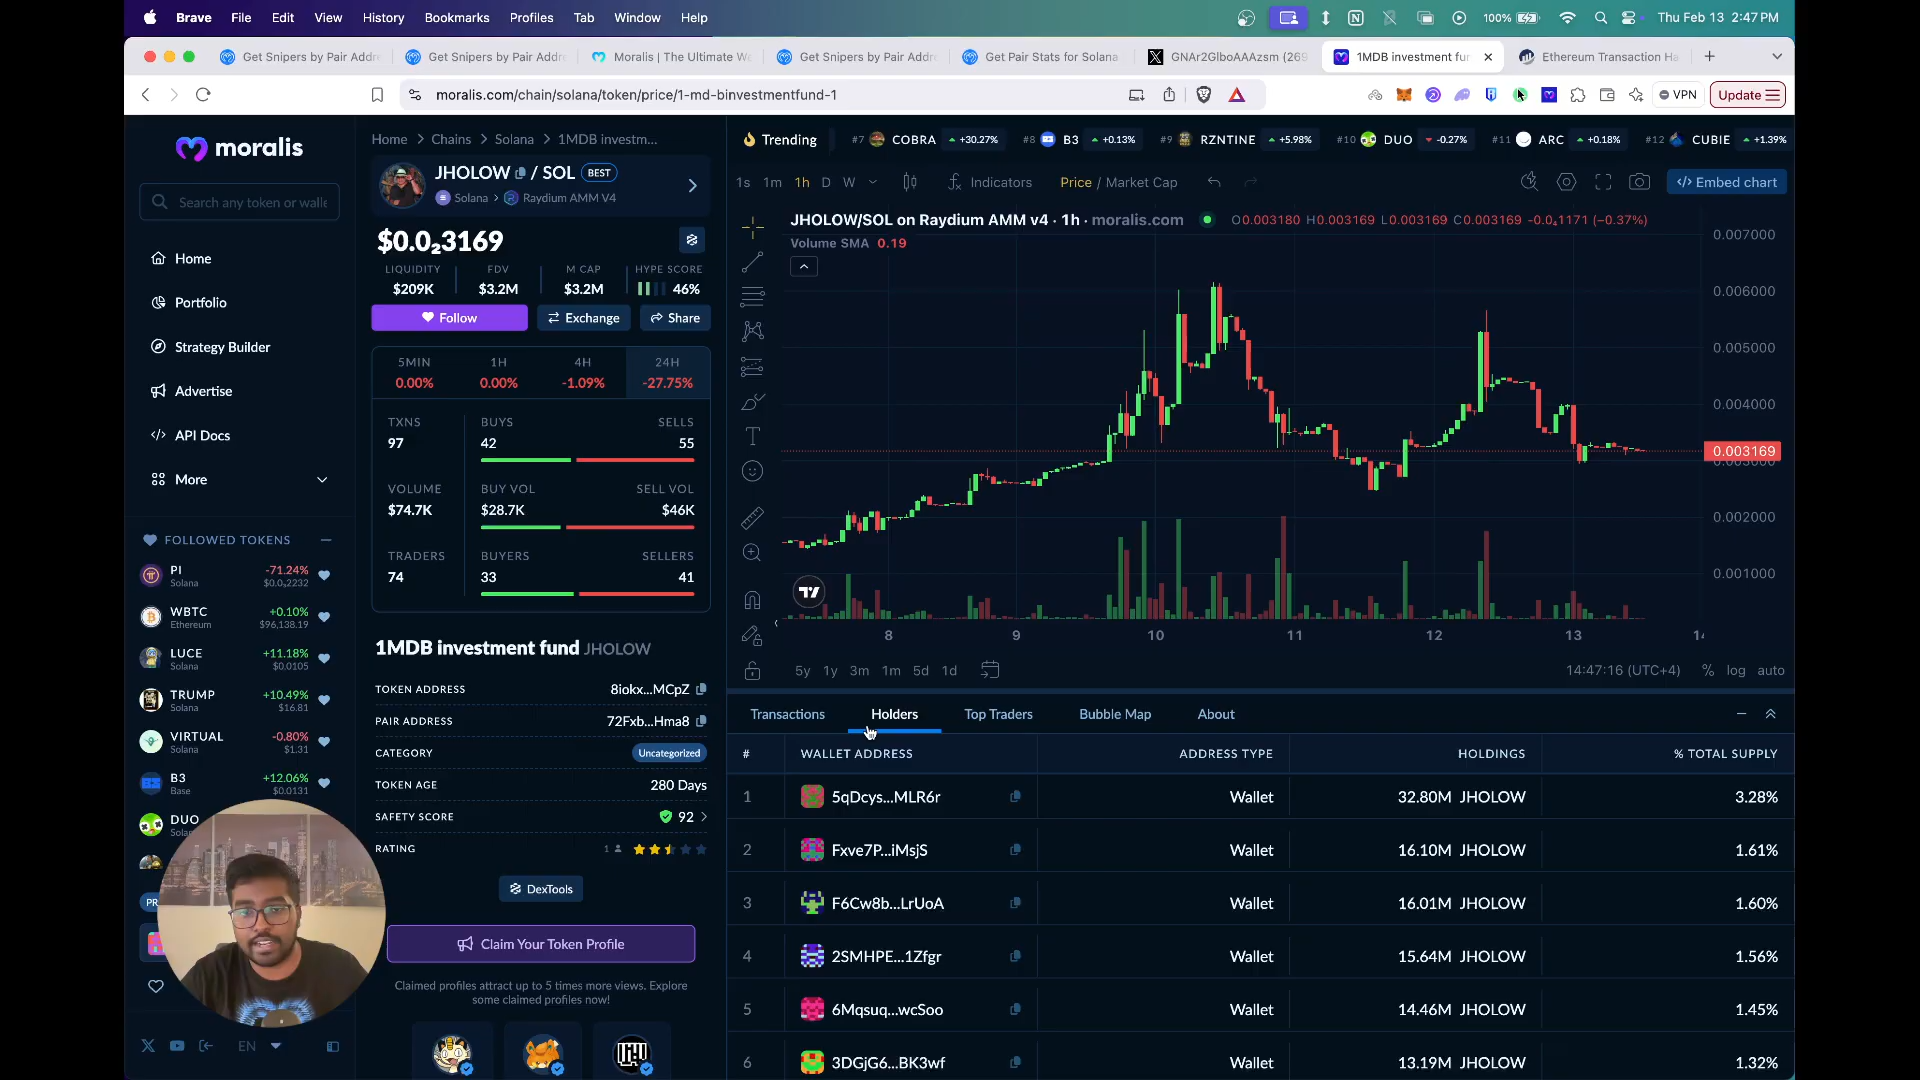 Brave File Edit View History Bookmarks Profiles Tab Window Help
100% Thu Feb 13 2:47 PM
Get Snipers by Pair Addre
Get Snipers by Pair Addre
Moralis | The Ultimate We
Get Snipers by Pair Addre
Get Pair Stats for Solana
GNAr2GlboAAAzsm (269
1MDB investment fun
Ethereum Transaction Ha
moralis.com/chain/solana/token/price/1-md-binvestmentfund-1
VPN
Update
moralis
Search any token or walle
Home
Portfolio
Strategy Builder
Advertise
API Docs
More
FOLLOWED TOKENS
PI -71.24%
Solana $0.0₂2232
WBTC +0.10%
Ethereum $96,138.19
LUCE +11.18%
Solana $0.0105
TRUMP +10.49%
Solana $16.81
VIRTUAL -0.80%
Solana $1.31
B3 +12.06%
Base $0.0131
DUO
Sola
PR
EN
Home > Chains > Solana > 1MDB investm...
JHOLOW / SOL BEST
Solana > Raydium AMM V4
$0.0₂3169
LIQUIDITY FDV M CAP HYPE SCORE
$209K $3.2M $3.2M 46%
Follow Exchange Share
5MIN 1H 4H 24H
0.00% 0.00% -1.09% -27.75%
TXNS BUYS SELLS
97 42 55
VOLUME BUY VOL SELL VOL
$74.7K $28.7K $46K
TRADERS BUYERS SELLERS
74 33 41
1MDB investment fund JHOLOW
TOKEN ADDRESS 8iokx...MCpZ
PAIR ADDRESS 72Fxb...Hma8
CATEGORY Uncategorized
TOKEN AGE 280 Days
SAFETY SCORE 92
RATING 1
DexTools
Claim Your Token Profile
Claimed profiles attract up to 5 times more views. Explore
some claimed profiles now!
Trending #7 COBRA +30.27% #8 B3 +0.13% #9 RZNTINE +5.98% #10 DUO -0.27% #11 ARC +0.18% #12 CUBIE +1.39%
1s 1m 1h D W Indicators Price / Market Cap Embed chart
JHOLOW/SOL on Raydium AMM v4 · 1h · moralis.com O0.003180 H0.003169 L0.003169 C0.003169 -0.0₄1171 (-0.37%)
Volume SMA 0.19
0.007000
0.006000
0.005000
0.004000
0.003169
0.003000
0.002000
0.001000
8 9 10 11 12 13 14
5y 1y 3m 1m 5d 1d 14:47:16 (UTC+4) % log auto
Transactions Holders Top Traders Bubble Map About
# WALLET ADDRESS ADDRESS TYPE HOLDINGS % TOTAL SUPPLY
1 5qDcys...MLR6r Wallet 32.80M JHOLOW 3.28%
2 Fxve7P...iMsjS Wallet 16.10M JHOLOW 1.61%
3 F6Cw8b...LrUoA Wallet 16.01M JHOLOW 1.60%
4 2SMHPE...1Zfgr Wallet 15.64M JHOLOW 1.56%
5 6Mqsuq...wcSoo Wallet 14.46M JHOLOW 1.45%
6 3DGjG6...BK3wf Wallet 13.19M JHOLOW 1.32%